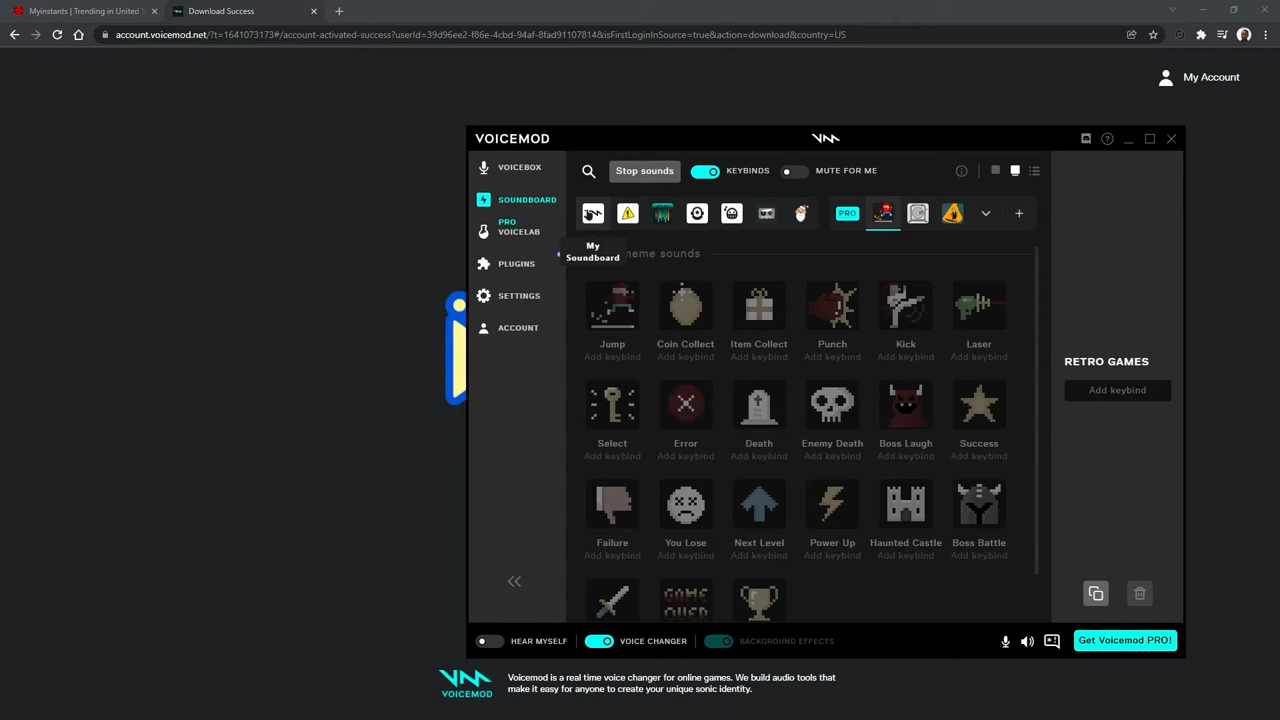 Myinstants | Trending in United S
Download Success
account.voicemod.net/?t=1641073173#/account-activated-success?userId=39d96ee2-f86e-4cbd-94af-8fad91107814&isFirstLoginInSource=true&action=download&country=US
My Account
VOICEMOD
VOICEBOX
SOUNDBOARD
PRO
VOICELAB
PLUGINS
SETTINGS
ACCOUNT
Stop sounds
KEYBINDS
MUTE FOR ME
PRO
My
Soundboard
eme sounds
Jump
Coin Collect
Item Collect
Punch
Kick
Laser
Add keybind
Add keybind
Add keybind
Add keybind
Add keybind
Add keybind
Select
Error
Death
Enemy Death
Boss Laugh
Success
Add keybind
Add keybind
Add keybind
Add keybind
Add keybind
Add keybind
Failure
You Lose
Next Level
Power Up
Haunted Castle
Boss Battle
Add keybind
Add keybind
Add keybind
Add keybind
Add keybind
Add keybind
GAME
OVER
RETRO GAMES
Add keybind
HEAR MYSELF
VOICE CHANGER
BACKGROUND EFFECTS
Get Voicemod PRO!
VOICEMOD
Voicemod is a real time voice changer for online games. We build audio tools that
make it easy for anyone to create your unique sonic identity.